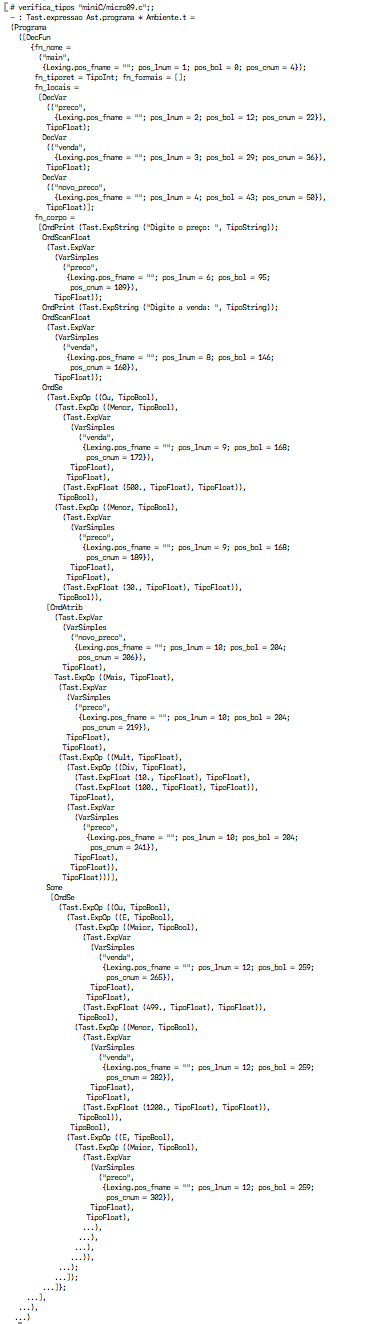 # verifica_tipos "miniC/micro09.c";;
- : Tast.expressao Ast.programa * Ambiente.t =
(Programa
([DecFun
{fn_nome =
("main",
{Lexing.pos_fname = ""; pos_lnum = 1; pos_bol = 0; pos_cnum = 4});
fn_tiporet = TipoInt; fn_formais = [];
fn_locais =
[DecVar
(("preco",
{Lexing.pos_fname = ""; pos_lnum = 2; pos_bol = 12; pos_cnum = 22}),
TipoFloat);
DecVar
(("venda",
{Lexing.pos_fname = ""; pos_lnum = 3; pos_bol = 29; pos_cnum = 36}),
TipoFloat);
DecVar
(("novo_preco",
{Lexing.pos_fname = ""; pos_lnum = 4; pos_bol = 43; pos_cnum = 50}),
TipoFloat)];
fn_corpo =
[CmdPrint (Tast.ExpString ("Digite o preço: ", TipoString));
CmdScanFloat
(Tast.ExpVar
(VarSimples
("preco",
{Lexing.pos_fname = ""; pos_lnum = 6; pos_bol = 95;
pos_cnum = 109}),
TipoFloat));
CmdPrint (Tast.ExpString ("Digite a venda: ", TipoString));
CmdScanFloat
(Tast.ExpVar
(VarSimples
("venda",
{Lexing.pos_fname = ""; pos_lnum = 8; pos_bol = 146;
pos_cnum = 160}),
TipoFloat));
CmdSe
(Tast.ExpOp ((Ou, TipoBool),
(Tast.ExpOp ((Menor, TipoBool),
(Tast.ExpVar
(VarSimples
("venda",
{Lexing.pos_fname = ""; pos_lnum = 9; pos_bol = 168;
pos_cnum = 172}),
TipoFloat),
TipoFloat),
(Tast.ExpFloat (500., TipoFloat), TipoFloat)),
TipoBool),
(Tast.ExpOp ((Menor, TipoBool),
(Tast.ExpVar
(VarSimples
("preco",
{Lexing.pos_fname = ""; pos_lnum = 9; pos_bol = 168;
pos_cnum = 189}),
TipoFloat),
TipoFloat),
(Tast.ExpFloat (30., TipoFloat), TipoFloat)),
TipoBool)),
[CmdAtrib
(Tast.ExpVar
(VarSimples
("novo_preco",
{Lexing.pos_fname = ""; pos_lnum = 10; pos_bol = 204;
pos_cnum = 206}),
TipoFloat),
Tast.ExpOp ((Mais, TipoFloat),
(Tast.ExpVar
(VarSimples
("preco",
{Lexing.pos_fname = ""; pos_lnum = 10; pos_bol = 204;
pos_cnum = 219}),
TipoFloat),
TipoFloat),
(Tast.ExpOp ((Mult, TipoFloat),
(Tast.ExpOp ((Div, TipoFloat),
(Tast.ExpFloat (10., TipoFloat), TipoFloat),
(Tast.ExpFloat (100., TipoFloat), TipoFloat)),
TipoFloat),
(Tast.ExpVar
(VarSimples
("preco",
{Lexing.pos_fname = ""; pos_lnum = 10; pos_bol = 204;
pos_cnum = 241}),
TipoFloat),
TipoFloat)),
TipoFloat)))],
Some
[CmdSe
(Tast.ExpOp ((Ou, TipoBool),
(Tast.ExpOp ((E, TipoBool),
(Tast.ExpOp ((Maior, TipoBool),
(Tast.ExpVar
(VarSimples
("venda",
{Lexing.pos_fname = ""; pos_lnum = 12; pos_bol = 259;
pos_cnum = 265}),
TipoFloat),
TipoFloat),
(Tast.ExpFloat (499., TipoFloat), TipoFloat)),
TipoBool),
(Tast.ExpOp ((Menor, TipoBool),
(Tast.ExpVar
(VarSimples
("venda",
{Lexing.pos_fname = ""; pos_lnum = 12; pos_bol = 259;
pos_cnum = 282}),
TipoFloat),
TipoFloat),
(Tast.ExpFloat (1200., TipoFloat), TipoFloat)),
TipoBool)),
TipoBool),
(Tast.ExpOp ((E, TipoBool),
(Tast.ExpOp ((Maior, TipoBool),
(Tast.ExpVar
(VarSimples
("preco",
{Lexing.pos_fname = ""; pos_lnum = 12; pos_bol = 259;
pos_cnum = 302}),
TipoFloat),
TipoFloat),
...),
...),
...),
...)),
...);
...]);
...]};
...],
...),
...)